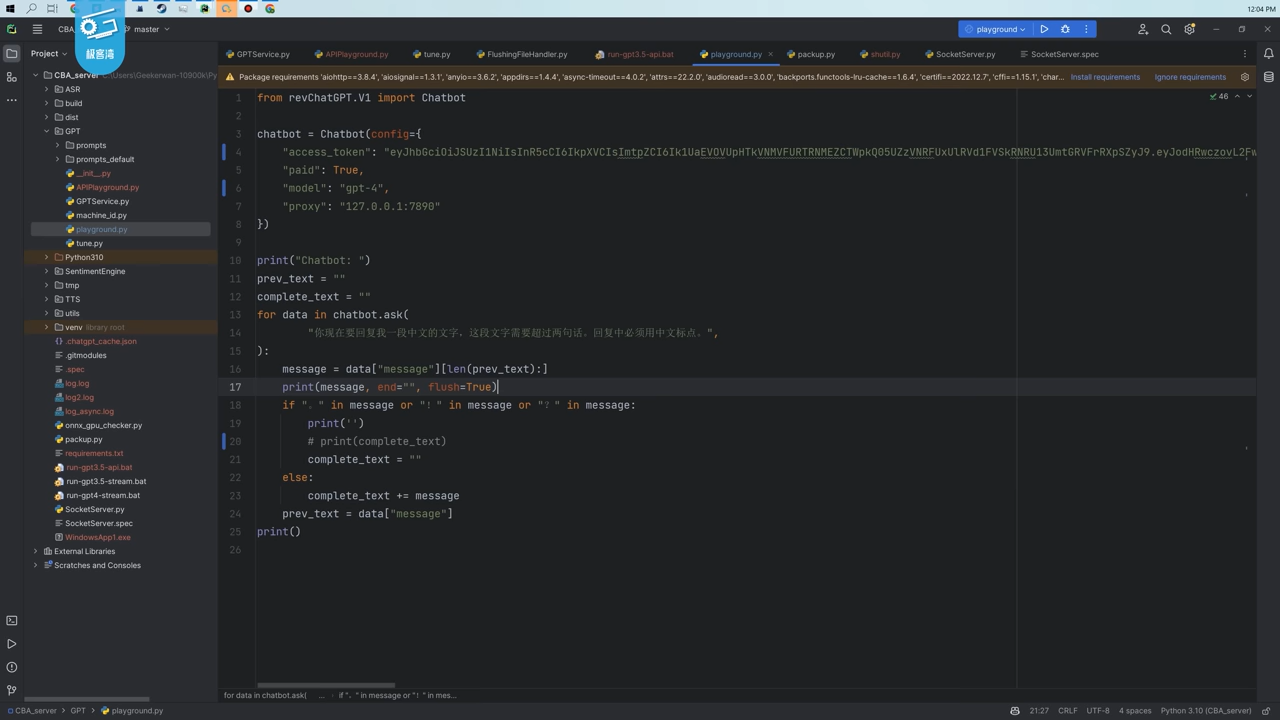 12:04 PM
极客湾
CBA_
master
playground
Project
GPTService.py
APIPlayground.py
tune.py
FlushingFileHandler.py
run-gpt3.5-api.bat
playground.py
packup.py
shutil.py
SocketServer.py
SocketServer.spec
Package requirements 'aiohttp==3.8.4', 'aiosignal==1.3.1', 'anyio==3.6.2', 'appdirs==1.4.4', 'async-timeout==4.0.2', 'attrs==22.2.0', 'audioread==3.0.0', 'backports.functools-lru-cache==1.6.4', 'certifi==2022.12.7', 'cffi==1.15.1', 'char...
Install requirements
Ignore requirements
CBA_server C:\Users\Geekerwan-10900k\Py
ASR
build
dist
GPT
prompts
prompts_default
__init__.py
APIPlayground.py
GPTService.py
machine_id.py
playground.py
tune.py
Python310
SentimentEngine
tmp
TTS
utils
venv library root
.chatgpt_cache.json
.gitmodules
.spec
log.log
log2.log
log_async.log
onnx_gpu_checker.py
packup.py
requirements.txt
run-gpt3.5-api.bat
run-gpt3.5-stream.bat
run-gpt4-stream.bat
SocketServer.py
SocketServer.spec
WindowsApp1.exe
External Libraries
Scratches and Consoles
46
1 from revChatGPT.V1 import Chatbot
2
3 chatbot = Chatbot(config={
4 "access_token":
5 "paid": True,
6 "model": "gpt-4",
7 "proxy": "127.0.0.1:7890"
8 })
9
10 print("Chatbot: ")
11 prev_text = ""
12 complete_text = ""
13 for data in chatbot.ask(
14 "你现在要回复我一段中文的文字，这段文字需要超过两句话。回复中必须用中文标点。",
15 ):
16 message = data["message"][len(prev_text):]
17 print(message, end="", flush=True)
18 if "。" in message or "！" in message or "？" in message:
19 print('')
20 # print(complete_text)
21 complete_text = ""
22 else:
23 complete_text += message
24 prev_text = data["message"]
25 print()
26
for data in chatbot.ask( ... if "。" in message or "！" in mes...
CBA_server > GPT > playground.py
21:27 CRLF UTF-8 4 spaces Python 3.10 (CBA_server)